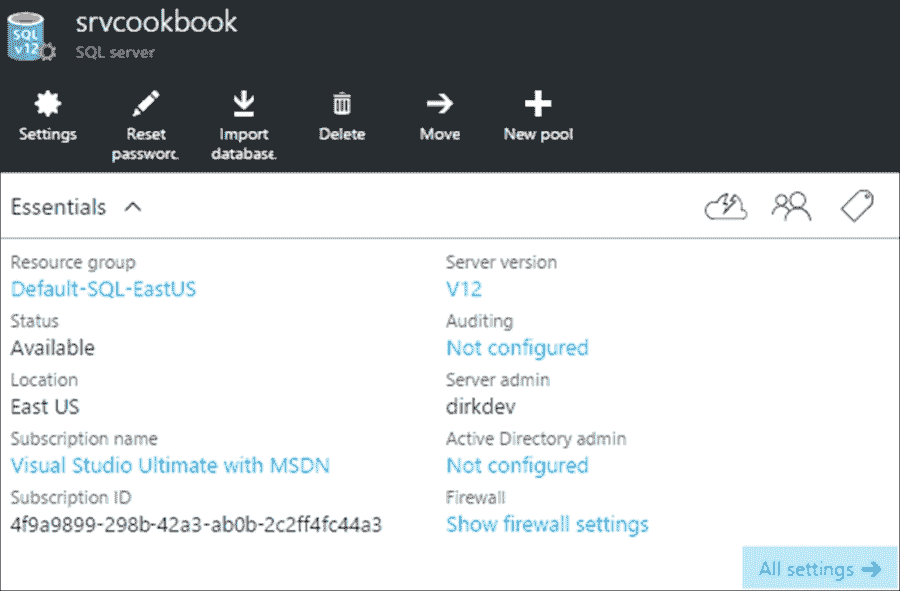 SQL
v12
srvcookbook
SQL server
Settings
Reset
passworc
Import
database
Delete
Move
New pool
Essentials
Resource group
Default-SQL-EastUS
Status
Available
Location
East US
Subscription name
Visual Studio Ultimate with MSDN
Subscription ID
4f9a9899-298b-42a3-ab0b-2c2ff4fc44a3
Server version
V12
Auditing
Not configured
Server admin
dirkdev
Active Directory admin
Not configured
Firewall
Show firewall settings
All settings